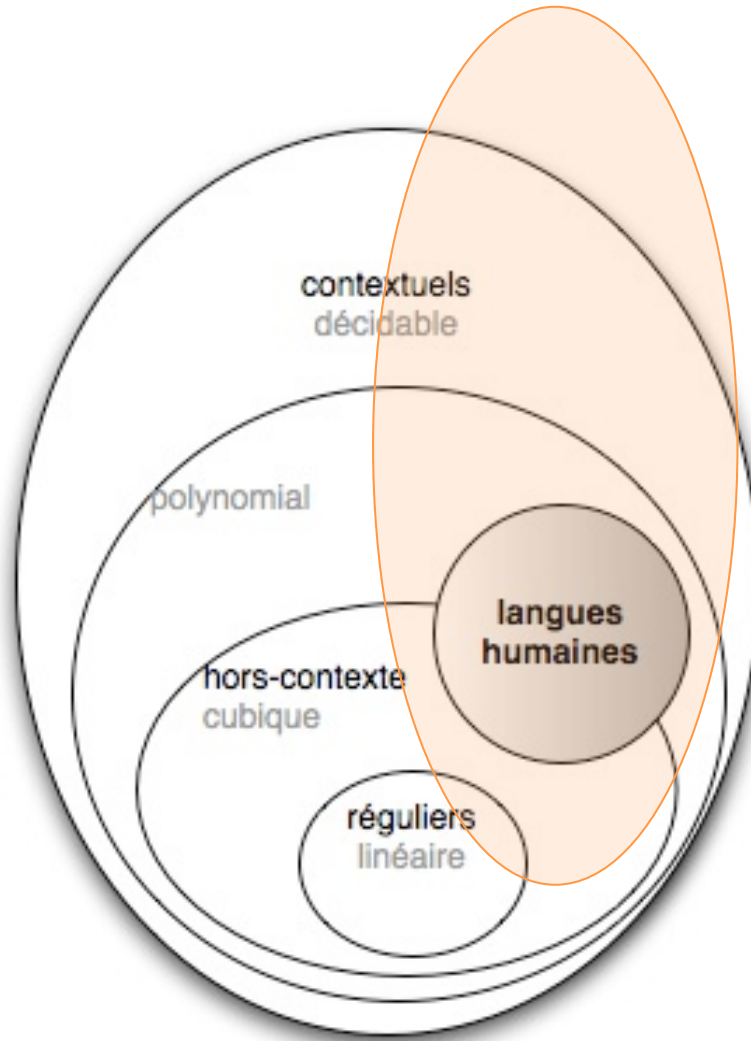 contextuels
décidable
polynomial
langues
humaines
hors-contexte
cubique
réguliers
linéaire